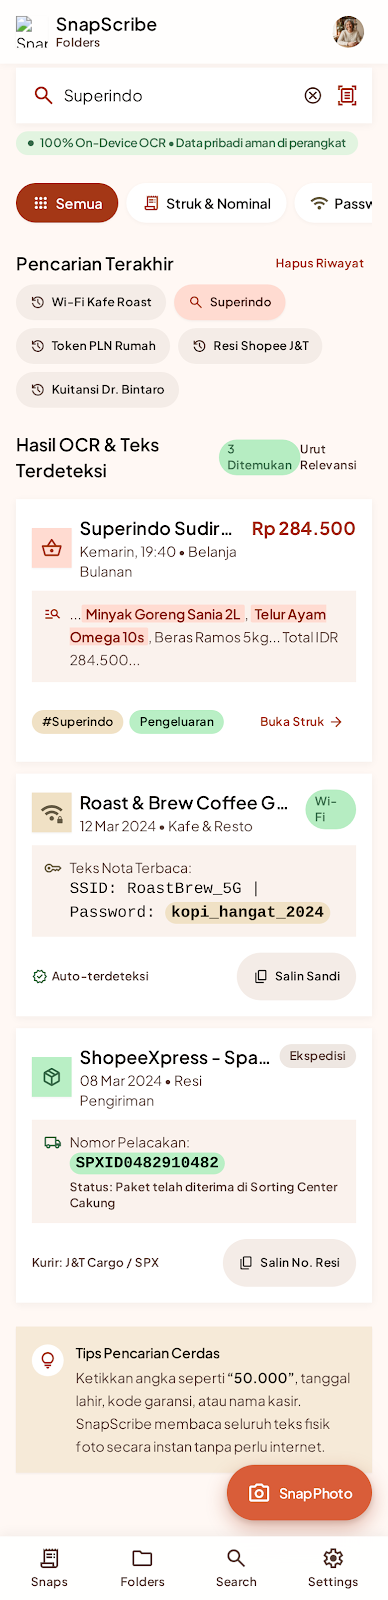 Snap
SnapScribe
Folders
Superindo
100% On-Device OCR • Data pribadi aman di perangkat
Semua
Struk & Nominal
Passw
Pencarian Terakhir
Hapus Riwayat
Wi-Fi Kafe Roast
Superindo
Token PLN Rumah
Resi Shopee J&T
Kuitansi Dr. Bintaro
Hasil OCR & Teks
Terdeteksi
3
Ditemukan
Urut
Relevansi
Superindo Sudir...
Rp 284.500
Kemarin, 19:40 • Belanja
Bulanan
... Minyak Goreng Sania 2L , Telur Ayam
Omega 10s , Beras Ramos 5kg... Total IDR
284.500...
#Superindo
Pengeluaran
Buka Struk →
Roast & Brew Coffee G...
Wi-
Fi
12 Mar 2024 • Kafe & Resto
Teks Nota Terbaca:
SSID: RoastBrew_5G |
Password: kopi_hangat_2024
Auto-terdeteksi
Salin Sandi
ShopeeXpress - Spa...
Ekspedisi
08 Mar 2024 • Resi
Pengiriman
Nomor Pelacakan:
SPXID0482910482
Status: Paket telah diterima di Sorting Center
Cakung
Kurir: J&T Cargo / SPX
Salin No. Resi
Tips Pencarian Cerdas
Ketikkan angka seperti “50.000”, tanggal
lahir, kode garansi, atau nama kasir.
SnapScribe membaca seluruh teks fisik
foto secara instan tanpa perlu internet.
Snap Photo
Snaps
Folders
Search
Settings